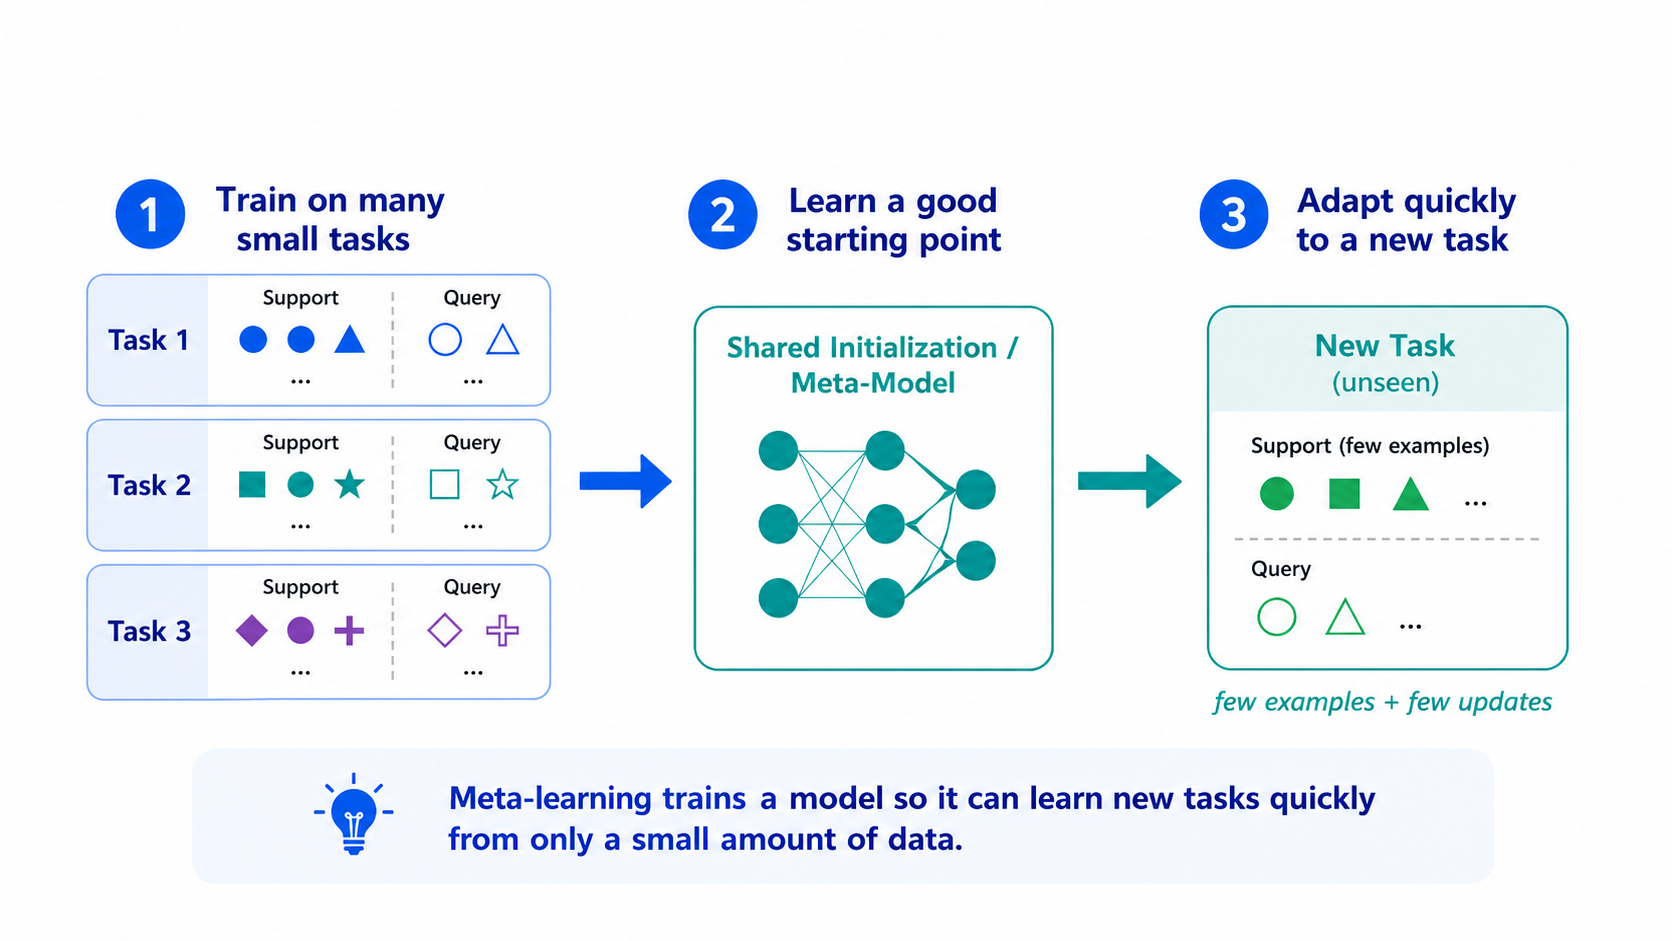 1
Train on many
small tasks
Task 1
Support
...
Query
...
Task 2
Support
...
Query
...
Task 3
Support
...
Query
...
2
Learn a good
starting point
Shared Initialization /
Meta-Model
3
Adapt quickly
to a new task
New Task
(unseen)
Support (few examples)
...
Query
...
few examples + few updates
Meta-learning trains a model so it can learn new tasks quickly
from only a small amount of data.